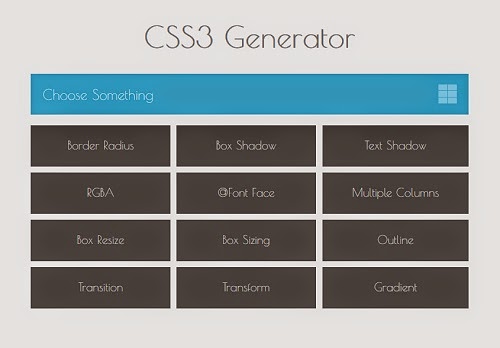 CSS3 Generator
Choose Something
Border Radius Box Shadow Text Shadow
RGBA @Font Face Multiple Columns
Box Resize Box Sizing Outline
Transition Transform Gradient